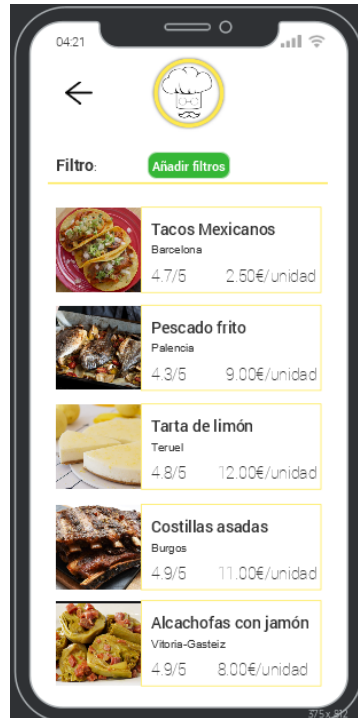 04:21
Filtro: Añadir filtros
Tacos Mexicanos
Barcelona
4.7/5 2.50€/unidad
Pescado frito
Palencia
4.3/5 9.00€/unidad
Tarta de limón
Teruel
4.8/5 12.00€/unidad
Costillas asadas
Burgos
4.9/5 11.00€/unidad
Alcachofas con jamón
Vitoria-Gasteiz
4.9/5 8.00€/unidad
375 x 812